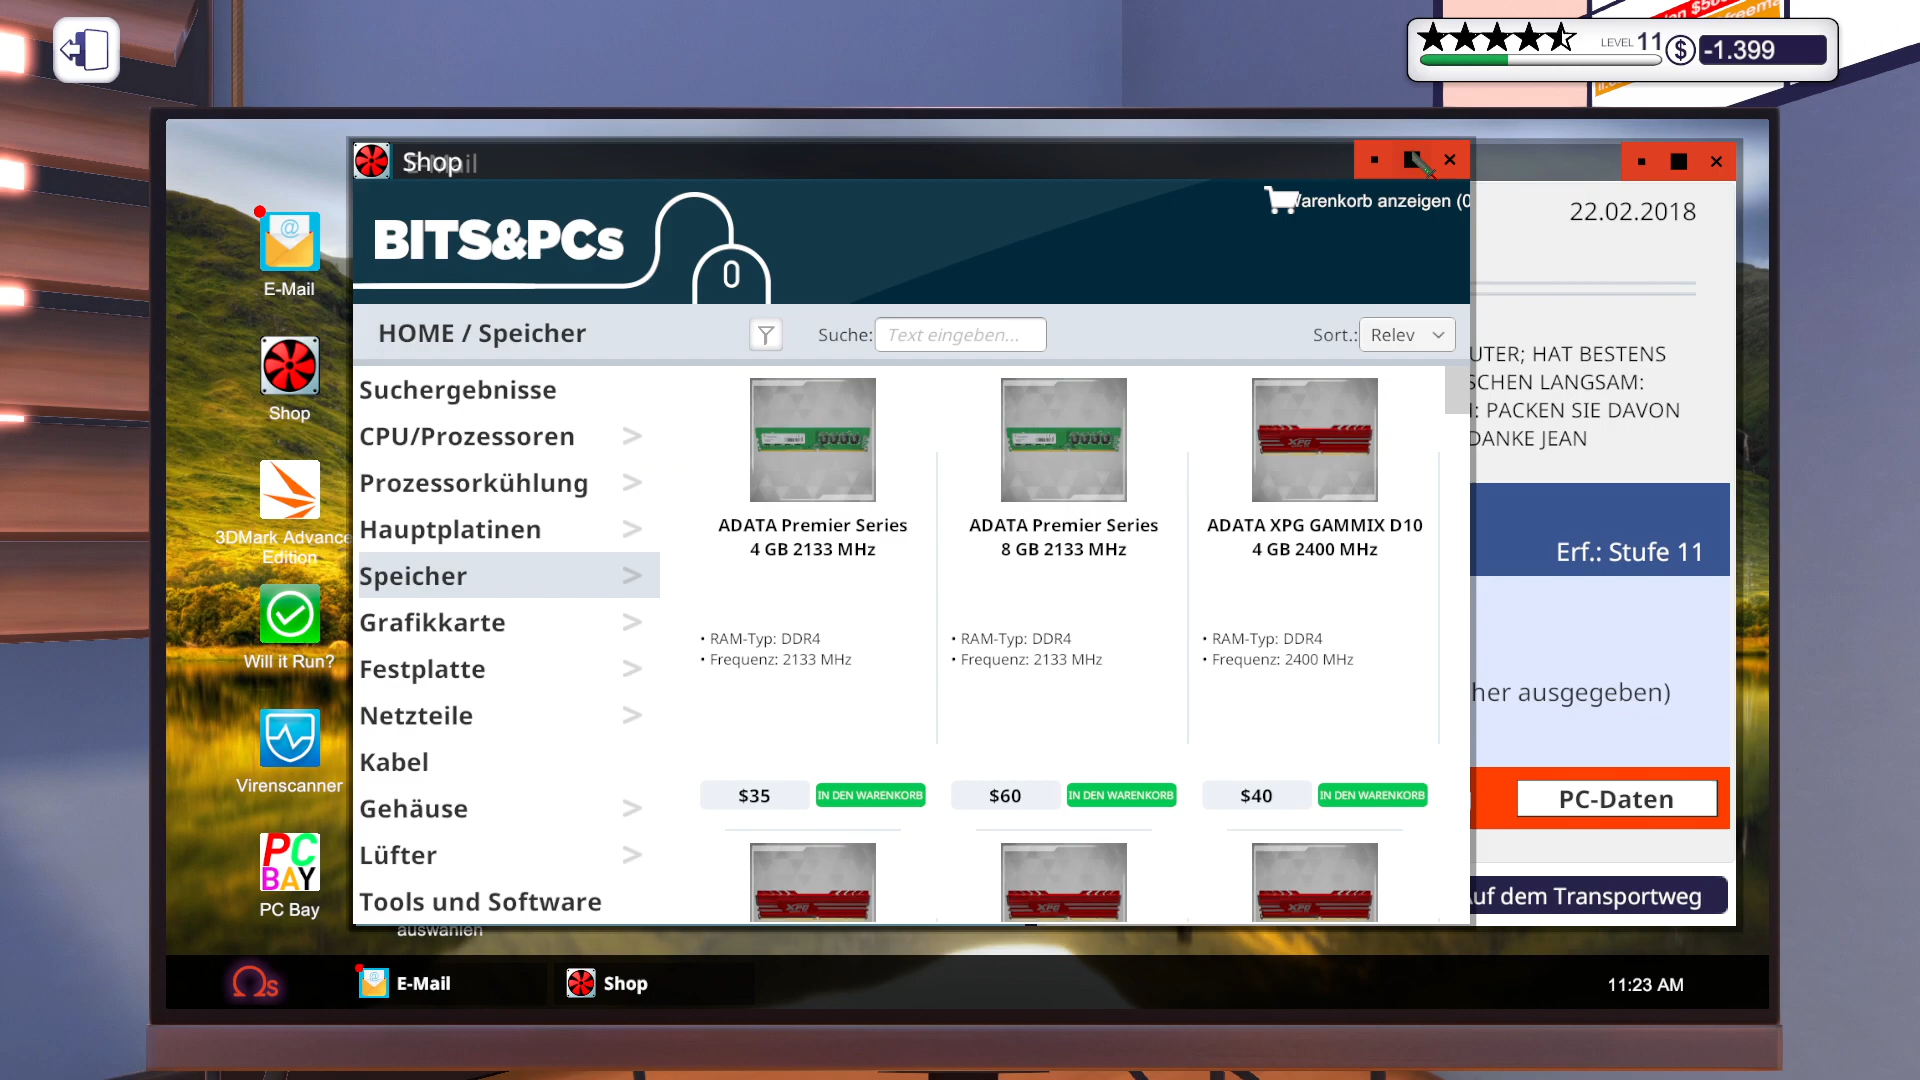 LEVEL 11
-1.399
Shop
E-Mail
Warenkorb anzeigen (0
BITS&PCs
22.02.2018
HOME / Speicher
Suche:
Text eingeben...
Sort.:
Relev
Suchergebnisse
CPU/Prozessoren
Prozessorkühlung
Hauptplatinen
Speicher
Grafikkarte
Festplatte
Netzteile
Kabel
Gehäuse
Lüfter
Tools und Software
auswählen
ADATA Premier Series
4 GB 2133 MHz
• RAM-Typ: DDR4
• Frequenz: 2133 MHz
$35
IN DEN WARENKORB
ADATA Premier Series
8 GB 2133 MHz
• RAM-Typ: DDR4
• Frequenz: 2133 MHz
$60
IN DEN WARENKORB
ADATA XPG GAMMIX D10
4 GB 2400 MHz
• RAM-Typ: DDR4
• Frequenz: 2400 MHz
$40
IN DEN WARENKORB
UTER; HAT BESTENS
SCHEN LANGSAM:
: PACKEN SIE DAVON
DANKE JEAN
Erf.: Stufe 11
her ausgegeben)
PC-Daten
Auf dem Transportweg
E-Mail
Shop
3DMark Advance
Edition
Will it Run?
Virenscanner
PC
BAY
PC Bay
E-Mail
Shop
11:23 AM